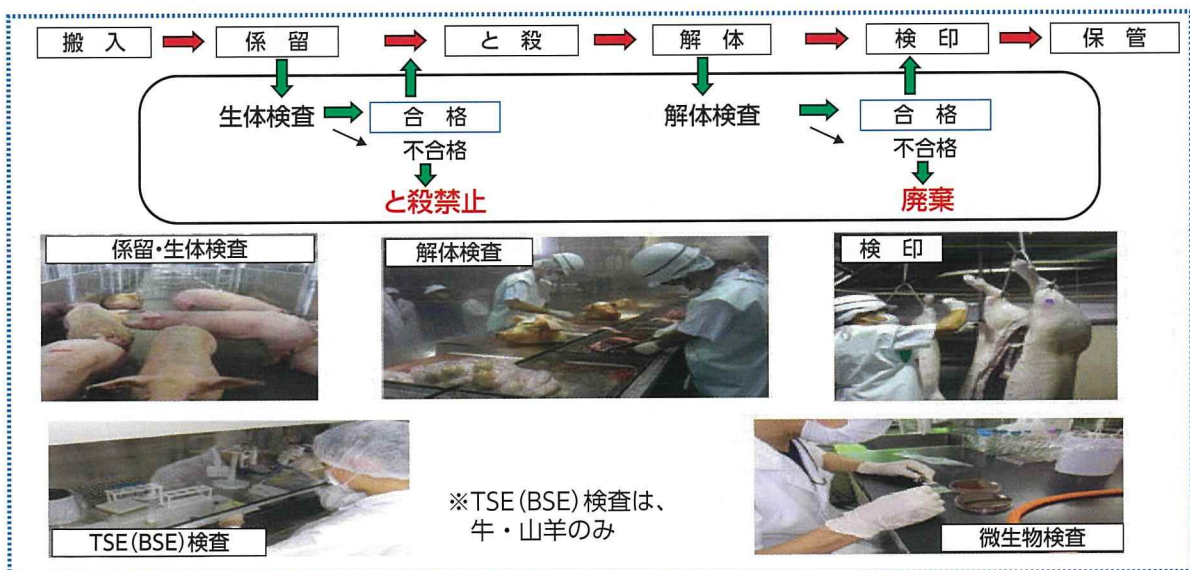 搬 入
係 留
と 殺
解 体
検 印
保 管
生体検査
合 格
不合格
と殺禁止
解体検査
合 格
不合格
廃棄
係留・生体検査
解体検査
検 印
TSE(BSE)検査
※TSE(BSE)検査は、
牛・山羊のみ
微生物検査